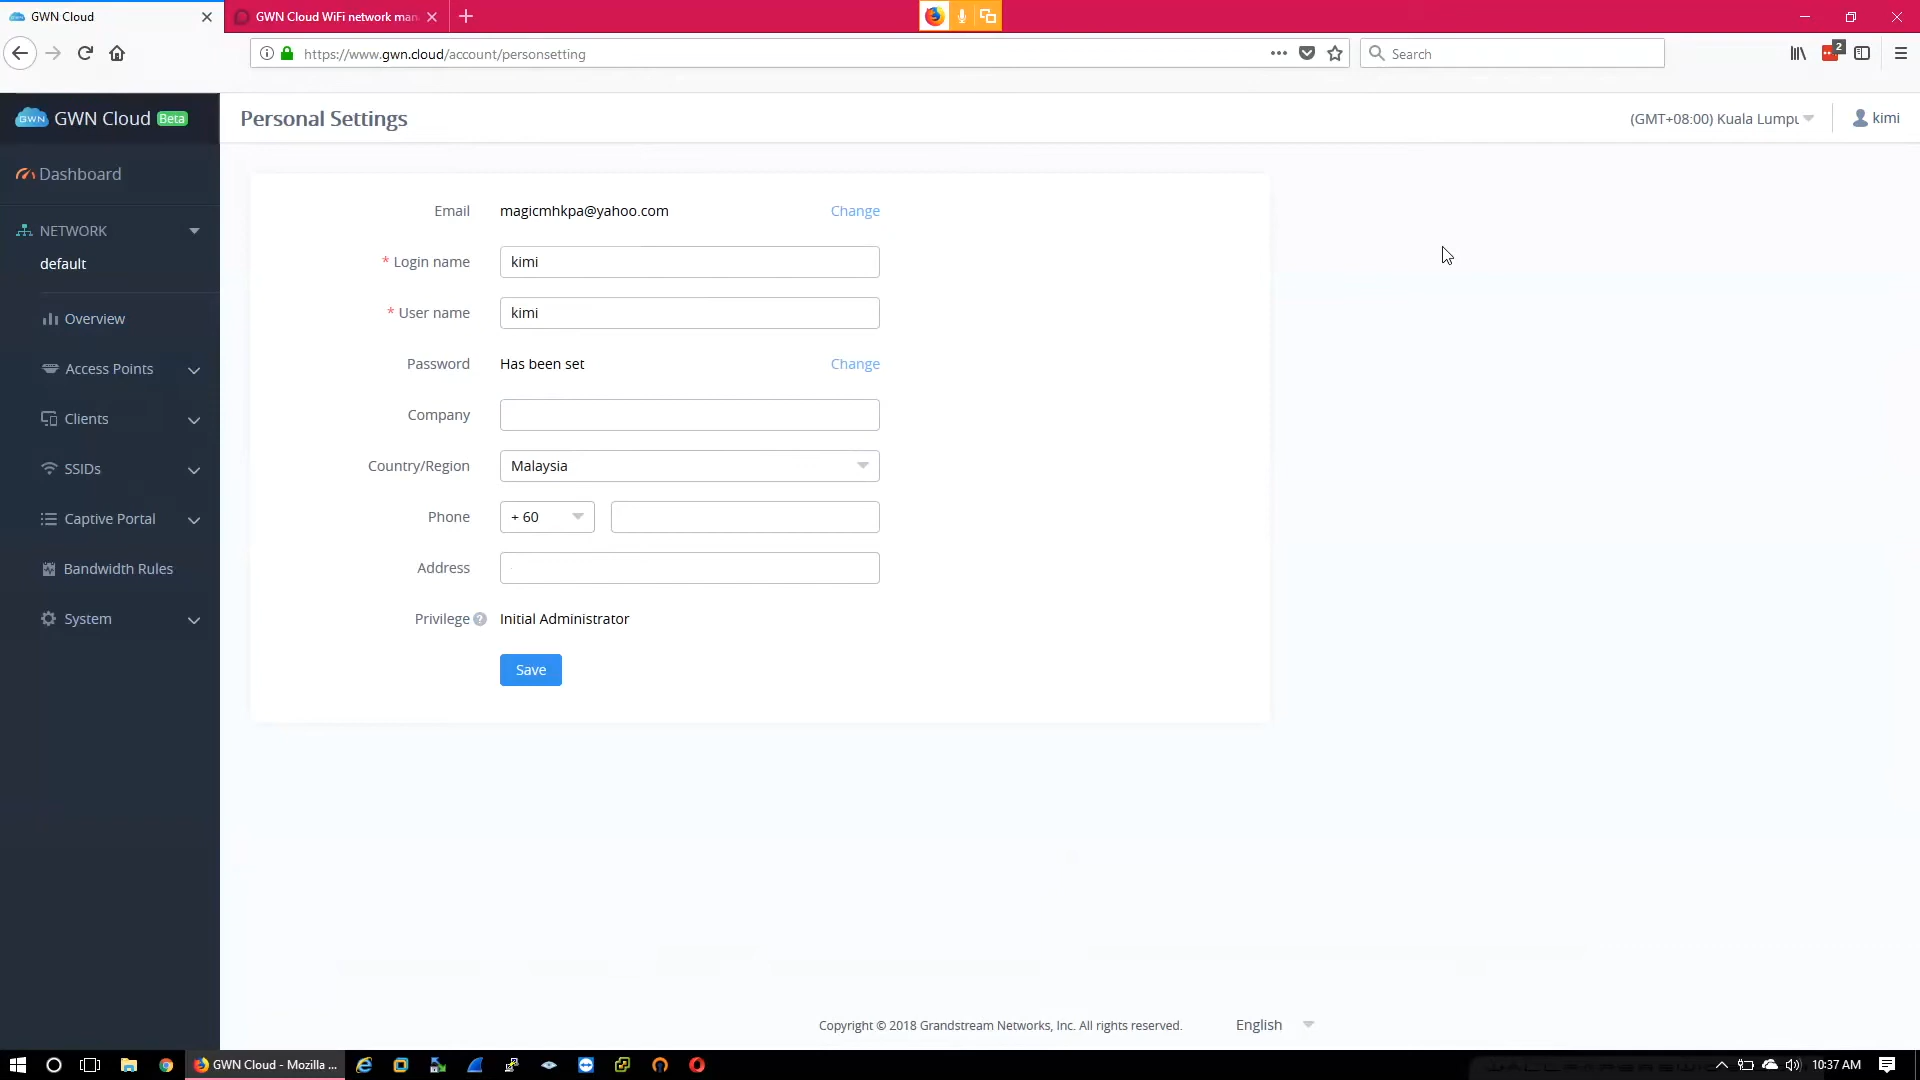 GWN Cloud
GWN Cloud WiFi network man
https://www.gwn.cloud/account/personsetting
Search
2
GWN
GWN Cloud Beta
Personal Settings
(GMT+08:00) Kuala Lumpu
kimi
Dashboard
NETWORK
default
Overview
Access Points
Clients
SSIDs
Captive Portal
Bandwidth Rules
System
Email magicmhkpa@yahoo.com Change
* Login name kimi
* User name kimi
Password Has been set Change
Company
Country/Region Malaysia
Phone + 60
Address
Privilege ? Initial Administrator
Save
Copyright © 2018 Grandstream Networks, Inc. All rights reserved. English
GWN Cloud - Mozilla ...
10:37 AM